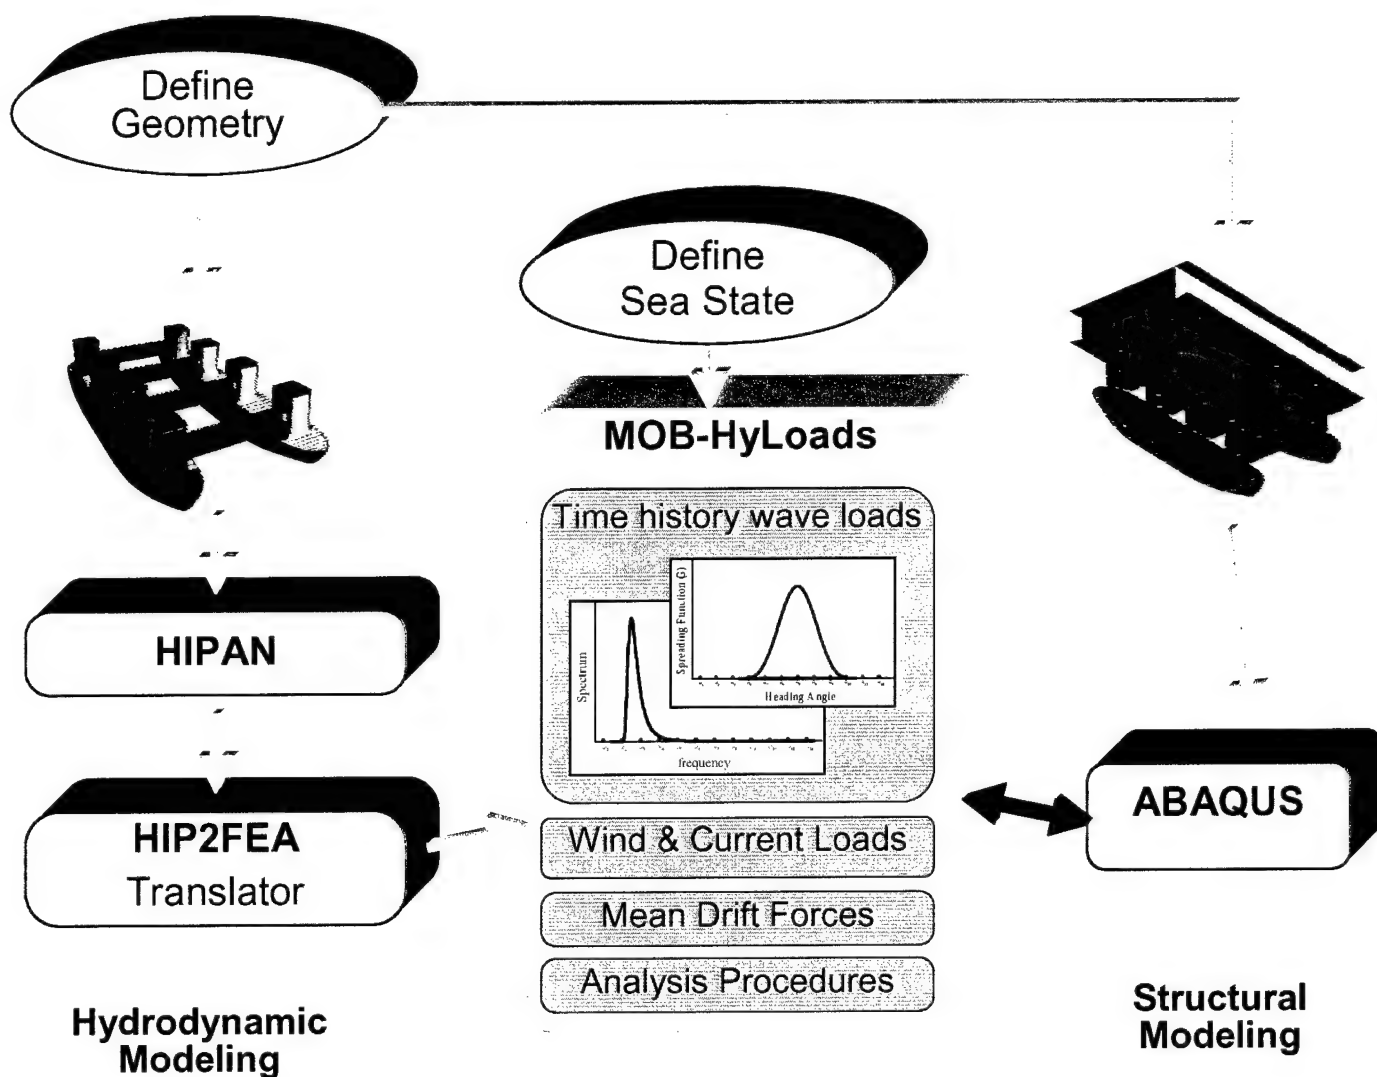 Define
Geometry
Define
Sea State
MOB-HyLoads
Time history wave loads
Spreading Function (G)
Heading Angle
Spectrum
frequency
HIPAN
HIP2FEA
Translator
Wind & Current Loads
Mean Drift Forces
Analysis Procedures
ABAQUS
Hydrodynamic
Modeling
Structural
Modeling